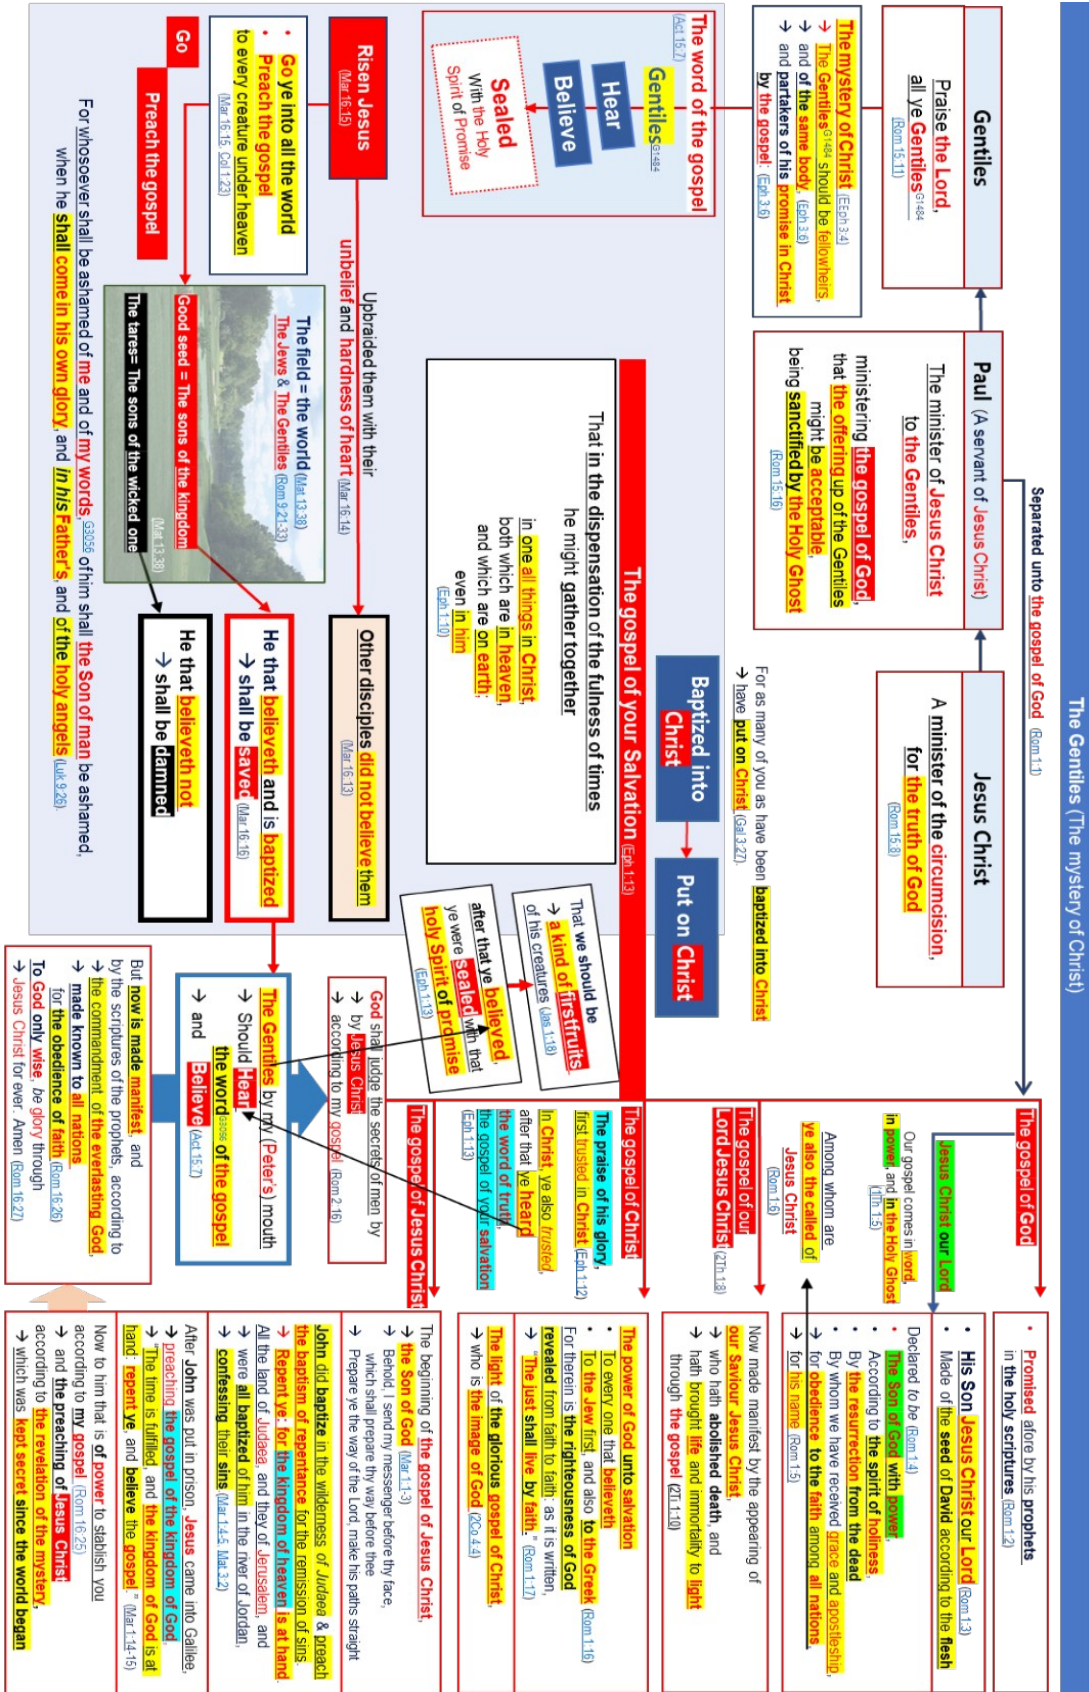 The Gentiles (The mystery of Christ)
Gentiles
Praise the Lord,
all ye Gentiles G1484
(Rom 15:11)
Separated unto the gospel of God (Rom 1:1)
Paul (A servant of Jesus Christ)
The minister of Jesus Christ
to the Gentiles,
ministering the gospel of God,
that the offering up of the Gentiles
might be acceptable,
being sanctified by the Holy Ghost
(Rom 15:16)
Jesus Christ
A minister of the circumcision,
for the truth of God
(Rom 15:8)
The mystery of Christ (EEph 3:4)
→ The Gentiles G1484 should be fellowheirs,
→ and of the same body, (Eph 3:6)
→ and partakers of his promise in Christ
by the gospel: (Eph 3:6)
The word of the gospel
(Act 15:7)
Gentiles G1484
Hear
Believe
Sealed
With the Holy
Spirit of Promise
For as many of you as have been baptized into Christ
→ have put on Christ (Gal 3:27).
Baptized into
Christ
Put on Christ
The gospel of your Salvation (Eph 1:13)
That in the dispensation of the fulness of times
he might gather together
in one all things in Christ,
both which are in heaven,
and which are on earth;
even in him
(Eph 1:10)
That we should be
→ a kind of firstfruits
of his creatures (Jas 1:18)
after that ye believed,
ye were sealed with that
holy Spirit of promise
(Eph 1:13)
Risen Jesus
(Mar 16:15)
Upbraided them with their
unbelief and hardness of heart (Mar 16:14)
Other disciples did not believe them
(Mar 16:13)
• Go ye into all the world
• Preach the gospel
to every creature under heaven
(Mar 16:15, Col 1:23)
Go
Preach the gospel
The field = the world (Mat 13:38)
The Jews & The Gentiles (Rom 9:21-33)
Good seed = The sons of the kingdom
(Mat 13:38)
The tares= The sons of the wicked one
He that believeth and is baptized
→ shall be saved (Mar 16:16)
He that believeth not
→ shall be damned
For whosoever shall be ashamed of me and of my words, G3056 of him shall the Son of man be ashamed,
when he shall come in his own glory, and in his Father's, and of the holy angels (Luk 9:26).
The gospel of God
• Promised afore by his prophets
in the holy scriptures (Rom 1:2)
Jesus Christ our Lord
Our gospel comes in word,
in power, and in the Holy Ghost
(1Th 1:5)
Among whom are
ye also the called of
Jesus Christ
(Rom 1:6)
• His Son Jesus Christ our Lord (Rom 1:3)
• Made of the seed of David according to the flesh
Declared to be (Rom 1:4)
• The Son of God with power,
• According to the spirit of holiness,
• By the resurrection from the dead
• By whom we have received grace and apostleship,
→ for obedience to the faith among all nations,
→ for his name (Rom 1:5)
The gospel of our
Lord Jesus Christ (2Th 1:8)
Now made manifest by the appearing of
our Saviour Jesus Christ,
→ who hath abolished death, and
→ hath brought life and immortality to light
through the gospel (2Ti 1:10)
The gospel of Christ
The praise of his glory,
first trusted in Christ (Eph 1:12)
In Christ, ye also trusted,
after that ye heard
the word of truth,
the gospel of your salvation
(Eph 1:13)
The power of God unto salvation
• To every one that believeth
• To the Jew first, and also to the Greek (Rom 1:16)
For therein is the righteousness of God
revealed from faith to faith: as it is written,
→ "The just shall live by faith." (Rom 1:17)
The light of the glorious gospel of Christ,
→ who is the image of God (2Co 4:4)
The gospel of Jesus Christ
The beginning of the gospel of Jesus Christ,
→ the Son of God (Mar 1:1-3)
→ Behold, I send my messenger before thy face,
which shall prepare thy way before thee
→ Prepare ye the way of the Lord, make his paths straight
John did baptize in the wilderness of Judaea & preach
the baptism of repentance for the remission of sins.
→ Repent ye: for the kingdom of heaven is at hand.
All the land of Judaea, and they of Jerusalem, and
→ were all baptized of him in the river of Jordan,
→ confessing their sins (Mar 1:4-5, Mat 3:2)
After John was put in prison, Jesus came into Galilee,
→ preaching the gospel of the kingdom of God,
→ "The time is fulfilled, and the kingdom of God is at
hand: repent ye, and believe the gospel." (Mar 1:14-15)
God shall judge the secrets of men by
→ by Jesus Christ
→ according to my gospel (Rom 2:16)
The Gentiles by my (Peter's) mouth
→ Should Hear
the word G3056 of the gospel
→ and Believe (Act 15:7)
But now is made manifest, and
by the scriptures of the prophets, according to
→ the commandment of the everlasting God,
→ made known to all nations
for the obedience of faith (Rom 16:26)
To God only wise, be glory through
→ Jesus Christ for ever. Amen (Rom 16:27)
Now to him that is of power to stablish you
according to my gospel (Rom 16:25)
→ and the preaching of Jesus Christ
according to the revelation of the mystery,
→ which was kept secret since the world began